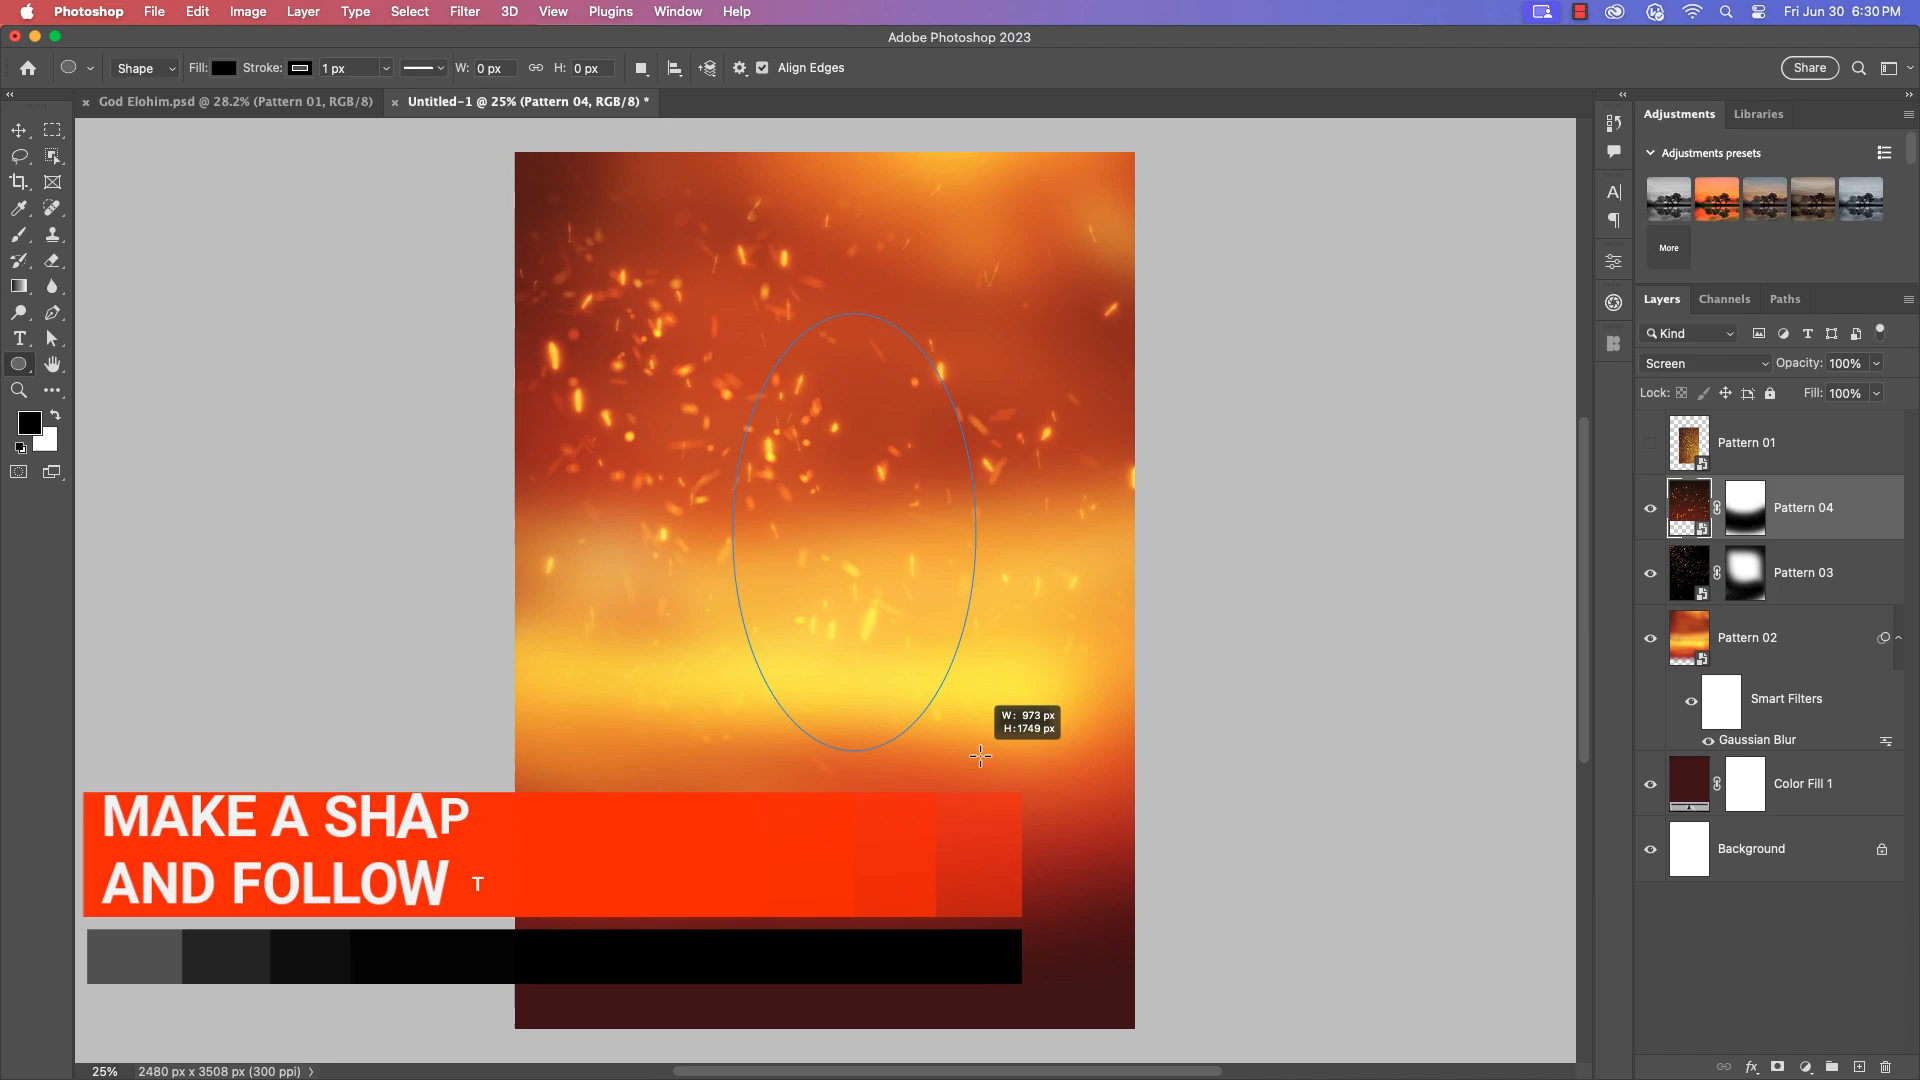 Photoshop File Edit Image Layer Type Select Filter 3D View Plugins Window Help Fri Jun 30 6:30 PM
Adobe Photoshop 2023
Shape Fill: Stroke: 1 px W: 0 px H: 0 px Align Edges Share
God Elohim.psd @ 28.2% (Pattern 01, RGB/8) Untitled-1 @ 25% (Pattern 04, RGB/8) *
Adjustments Libraries
Adjustments presets
More
Layers Channels Paths
Kind
Screen Opacity: 100%
Lock: Fill: 100%
Pattern 01
Pattern 04
Pattern 03
Pattern 02
Smart Filters
Gaussian Blur
Color Fill 1
Background
W: 973 px
H: 1749 px
MAKE A SHAP
AND FOLLOW T
25% 2480 px x 3508 px (300 ppi)